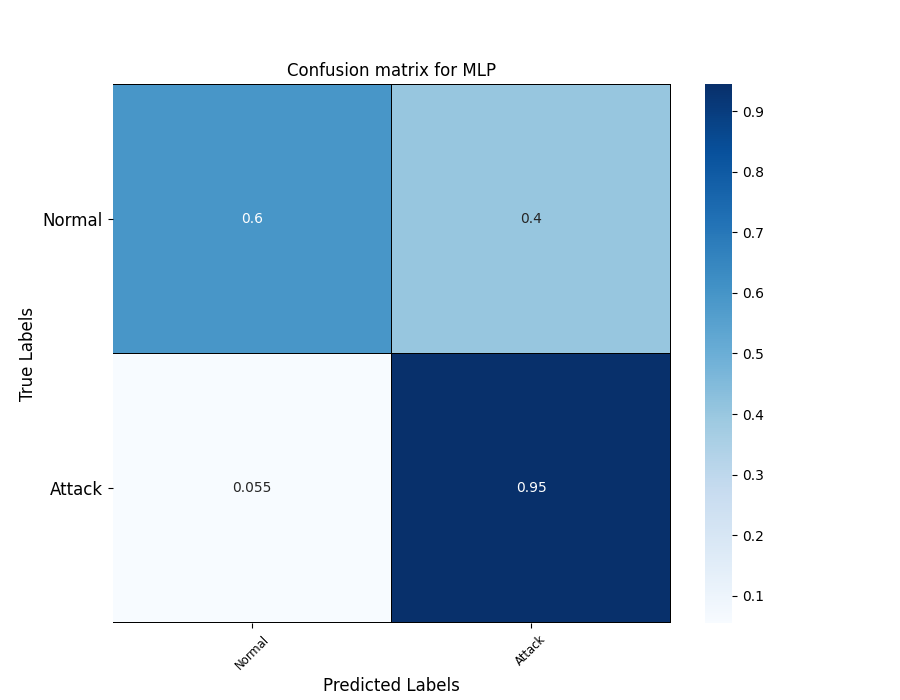 Confusion matrix for MLP
True Labels
Normal
Attack
0.6
0.4
0.055
0.95
Normal
Attack
Predicted Labels
0.9
0.8
0.7
0.6
0.5
0.4
0.3
0.2
0.1